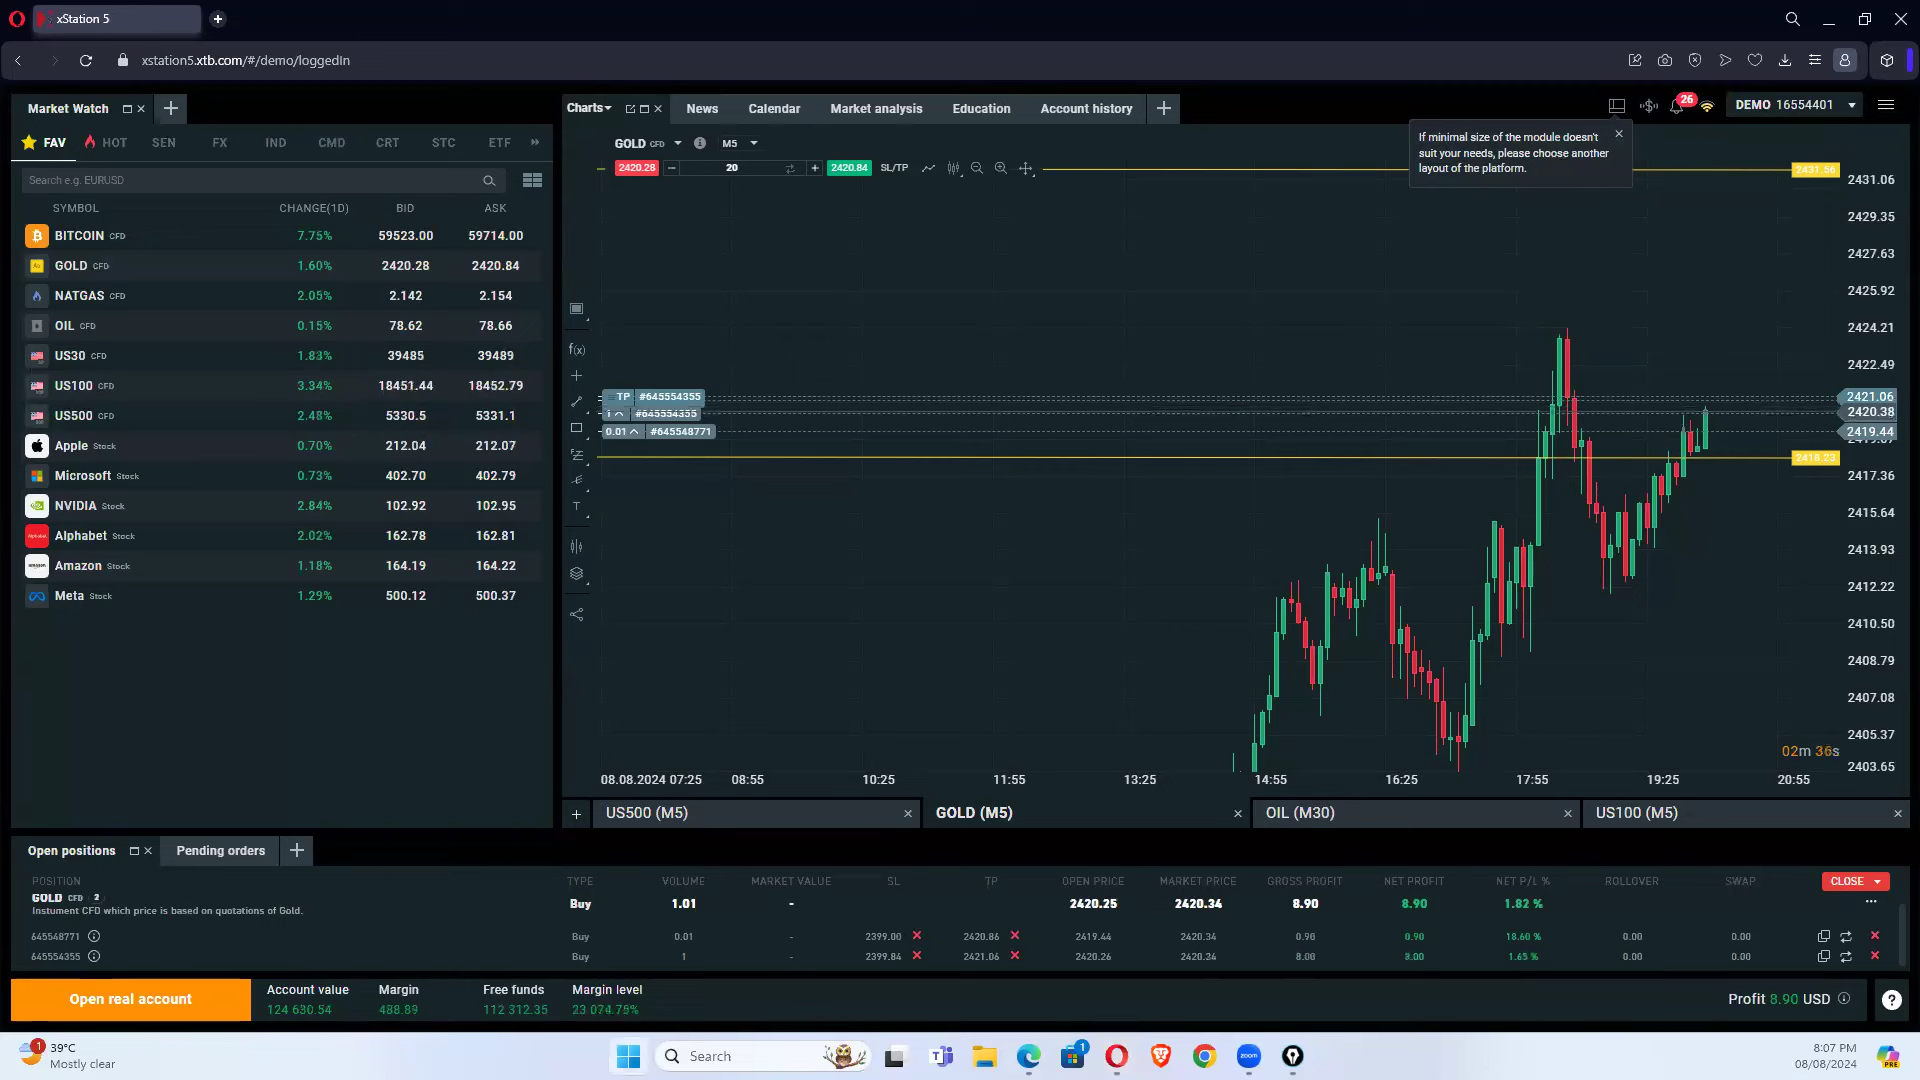 xStation 5
xstation5.xtb.com/#/demo/loggedIn
Market Watch
Charts
News
Calendar
Market analysis
Education
Account history
26
DEMO 16554401
FAV
HOT
SEN
FX
IND
CMD
CRT
STC
ETF
GOLD CFD
M5
If minimal size of the module doesn't
suit your needs, please choose another
layout of the platform.
2420.28
20
2420.84
SL/TP
2431.56
Search e.g. EURUSD
SYMBOL CHANGE(1D) BID ASK
BITCOIN CFD 7.75% 59523.00 59714.00
GOLD CFD 1.60% 2420.28 2420.84
NATGAS CFD 2.05% 2.142 2.154
OIL CFD 0.15% 78.62 78.66
US30 CFD 1.83% 39485 39489
US100 CFD 3.34% 18451.44 18452.79
US500 CFD 2.48% 5330.5 5331.1
Apple Stock 0.70% 212.04 212.07
Microsoft Stock 0.73% 402.70 402.79
NVIDIA Stock 2.84% 102.92 102.95
Alphabet Stock 2.02% 162.78 162.81
Amazon Stock 1.18% 164.19 164.22
Meta Stock 1.29% 500.12 500.37
f(x)
T
TP #645554355
1 #645554355
0.01 #645548771
2431.06
2429.35
2427.63
2425.92
2424.21
2422.49
2421.06
2420.38
2419.44
2418.23
2417.36
2415.64
2413.93
2412.22
2410.50
2408.79
2407.08
2405.37
2403.65
02m 36s
08.08.2024 07:25 08:55 10:25 11:55 13:25 14:55 16:25 17:55 19:25 20:55
US500 (M5)
GOLD (M5)
OIL (M30)
US100 (M5)
Open positions
Pending orders
POSITION TYPE VOLUME MARKET VALUE SL TP OPEN PRICE MARKET PRICE GROSS PROFIT NET PROFIT NET P/L % ROLLOVER SWAP CLOSE
GOLD CFD 2 Buy 1.01 - 2420.25 2420.34 8.90 8.90 1.82 %
Instument CFD which price is based on quotations of Gold.
645548771 Buy 0.01 - 2399.00 2420.86 2419.44 2420.34 0.90 0.90 18.60 % 0.00 0.00
645554355 Buy 1 - 2399.84 2421.06 2420.26 2420.34 8.00 8.00 1.65 % 0.00 0.00
Open real account
Account value
124 630.54
Margin
488.89
Free funds
112 312.35
Margin level
23 074.75%
Profit 8.90 USD
?
1
39°C
Mostly clear
Search
1
zoom
PRE
8:07 PM
08/08/2024